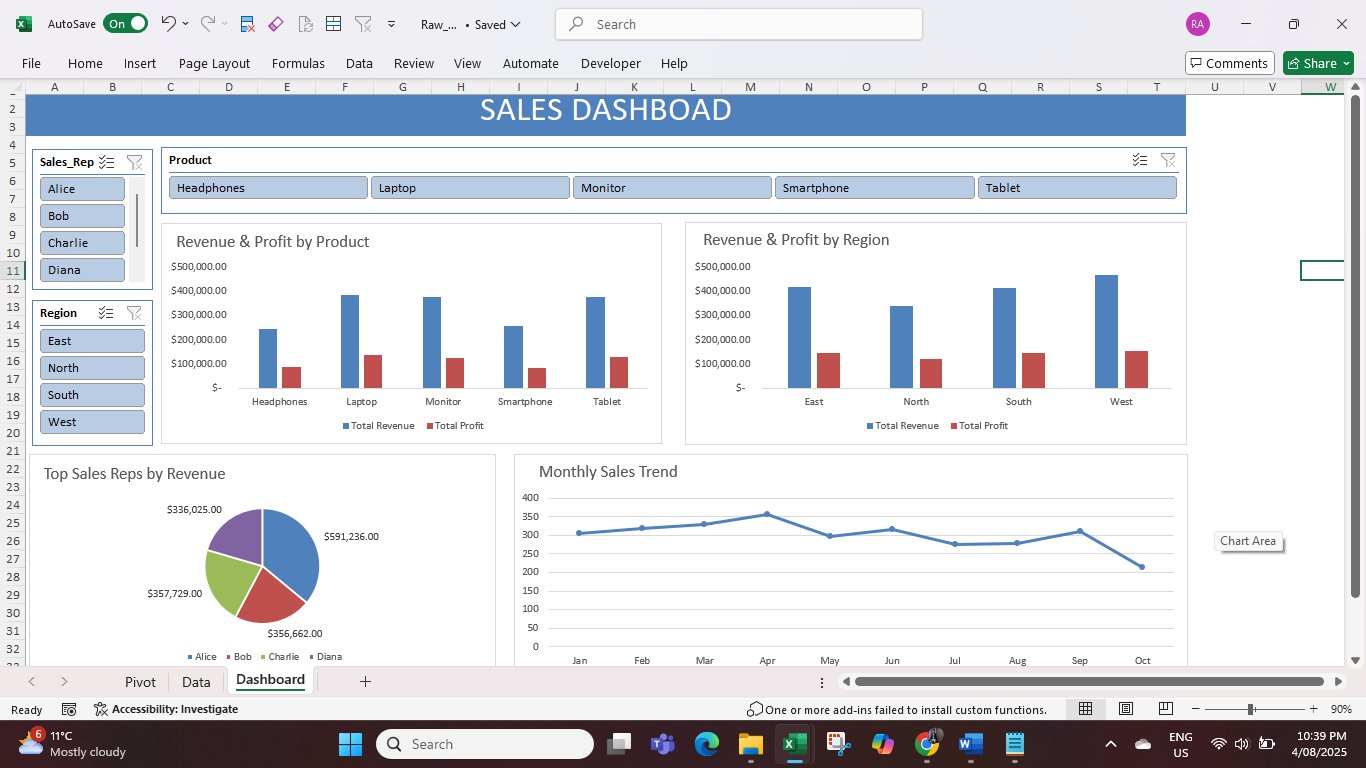 AutoSave On Raw_... • Saved Search RA
File Home Insert Page Layout Formulas Data Review View Automate Developer Help Comments Share
A B C D E F G H I J K L M N O P Q R S T U V W
2
3
4
5
6
7
8
9
10
11
12
13
14
15
16
17
18
19
20
21
22
23
24
25
26
27
28
29
30
31
32
SALES DASHBOAD
Sales_Rep
Alice
Bob
Charlie
Diana
Product
Headphones Laptop Monitor Smartphone Tablet
Region
East
North
South
West
Revenue & Profit by Product
$500,000.00
$400,000.00
$300,000.00
$200,000.00
$100,000.00
$-
Headphones Laptop Monitor Smartphone Tablet
Total Revenue Total Profit
Revenue & Profit by Region
$500,000.00
$400,000.00
$300,000.00
$200,000.00
$100,000.00
$-
East North South West
Total Revenue Total Profit
Top Sales Reps by Revenue
$336,025.00
$591,236.00
$357,729.00
$356,662.00
Alice Bob Charlie Diana
Monthly Sales Trend
400
350
300
250
200
150
100
50
0
Jan Feb Mar Apr May Jun Jul Aug Sep Oct
Chart Area
Pivot Data Dashboard
Ready Accessibility: Investigate One or more add-ins failed to install custom functions. 90%
6
11°C
Mostly cloudy
Search
ENG
US
10:39 PM
4/08/2025